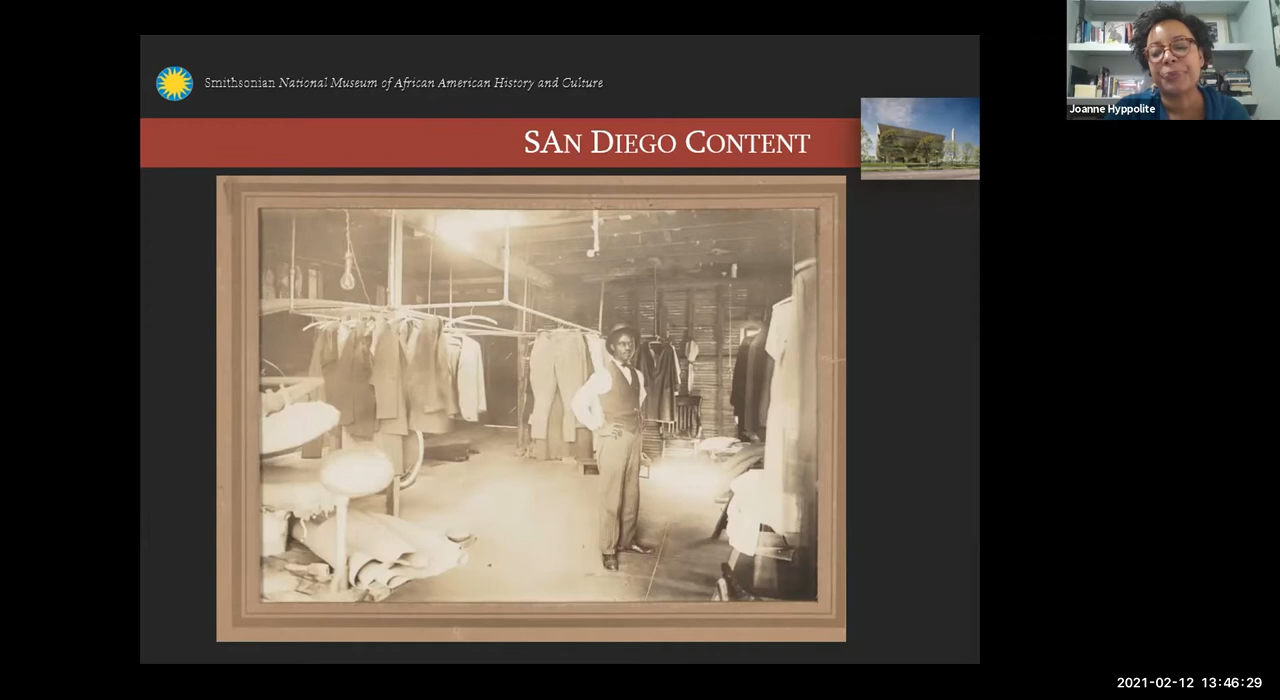 Smithsonian National Museum of African American History and Culture
SAN DIEGO CONTENT
Joanne Hyppolite
2021-02-12 13:46:29